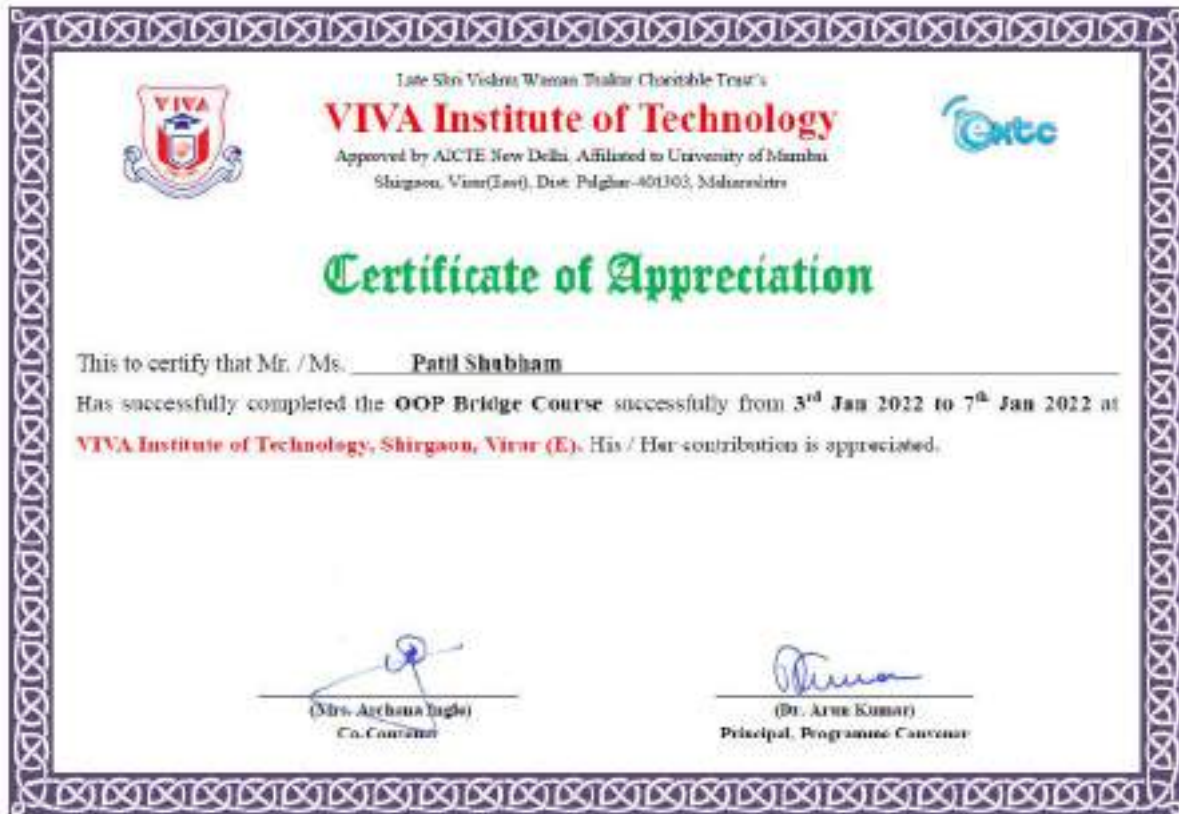 VIVA
Late Shri Vishnu Waman Thakur Charitable Trust's
VIVA Institute of Technology
extc
Approved by AICTE New Delhi, Affiliated to University of Mumbai
Shirgaon, Virar(East), Dist: Palghar-401303, Maharashtra
Certificate of Appreciation
This to certify that Mr. / Ms. Patil Shubham
Has successfully completed the OOP Bridge Course successfully from 3rd Jan 2022 to 7th Jan 2022 at
VIVA Institute of Technology, Shirgaon, Virar (E). His / Her contribution is appreciated.
(Mrs. Archana Ingle)
Co-Convener
(Dr. Arun Kumar)
Principal, Programme Convener